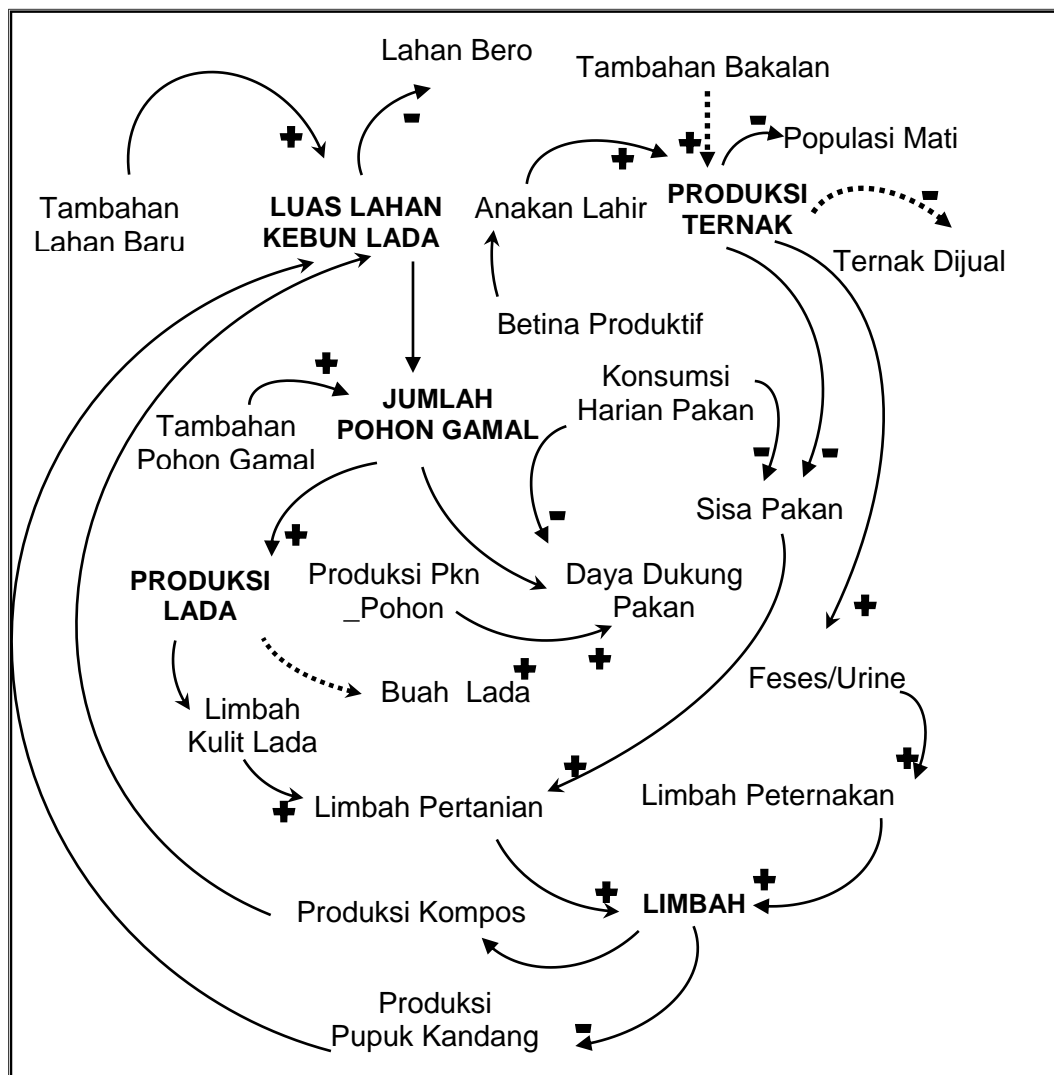 Lahan Bero
Tambahan Bakalan
+
-
-
Populasi Mati
+
+
Tambahan
Lahan Baru
LUAS LAHAN
KEBUN LADA
Anakan Lahir
PRODUKSI
TERNAK
-
Ternak Dijual
Betina Produktif
+
Tambahan
Pohon Gamal
JUMLAH
POHON GAMAL
Konsumsi
Harian Pakan
-
-
Sisa Pakan
-
+
PRODUKSI
LADA
Produksi Pkn
_Pohon
Daya Dukung
Pakan
+
+
+
Buah Lada
Feses/Urine
Limbah
Kulit Lada
+
+
+
Limbah Pertanian
Limbah Peternakan
+
+
Produksi Kompos
LIMBAH
Produksi
Pupuk Kandang
-